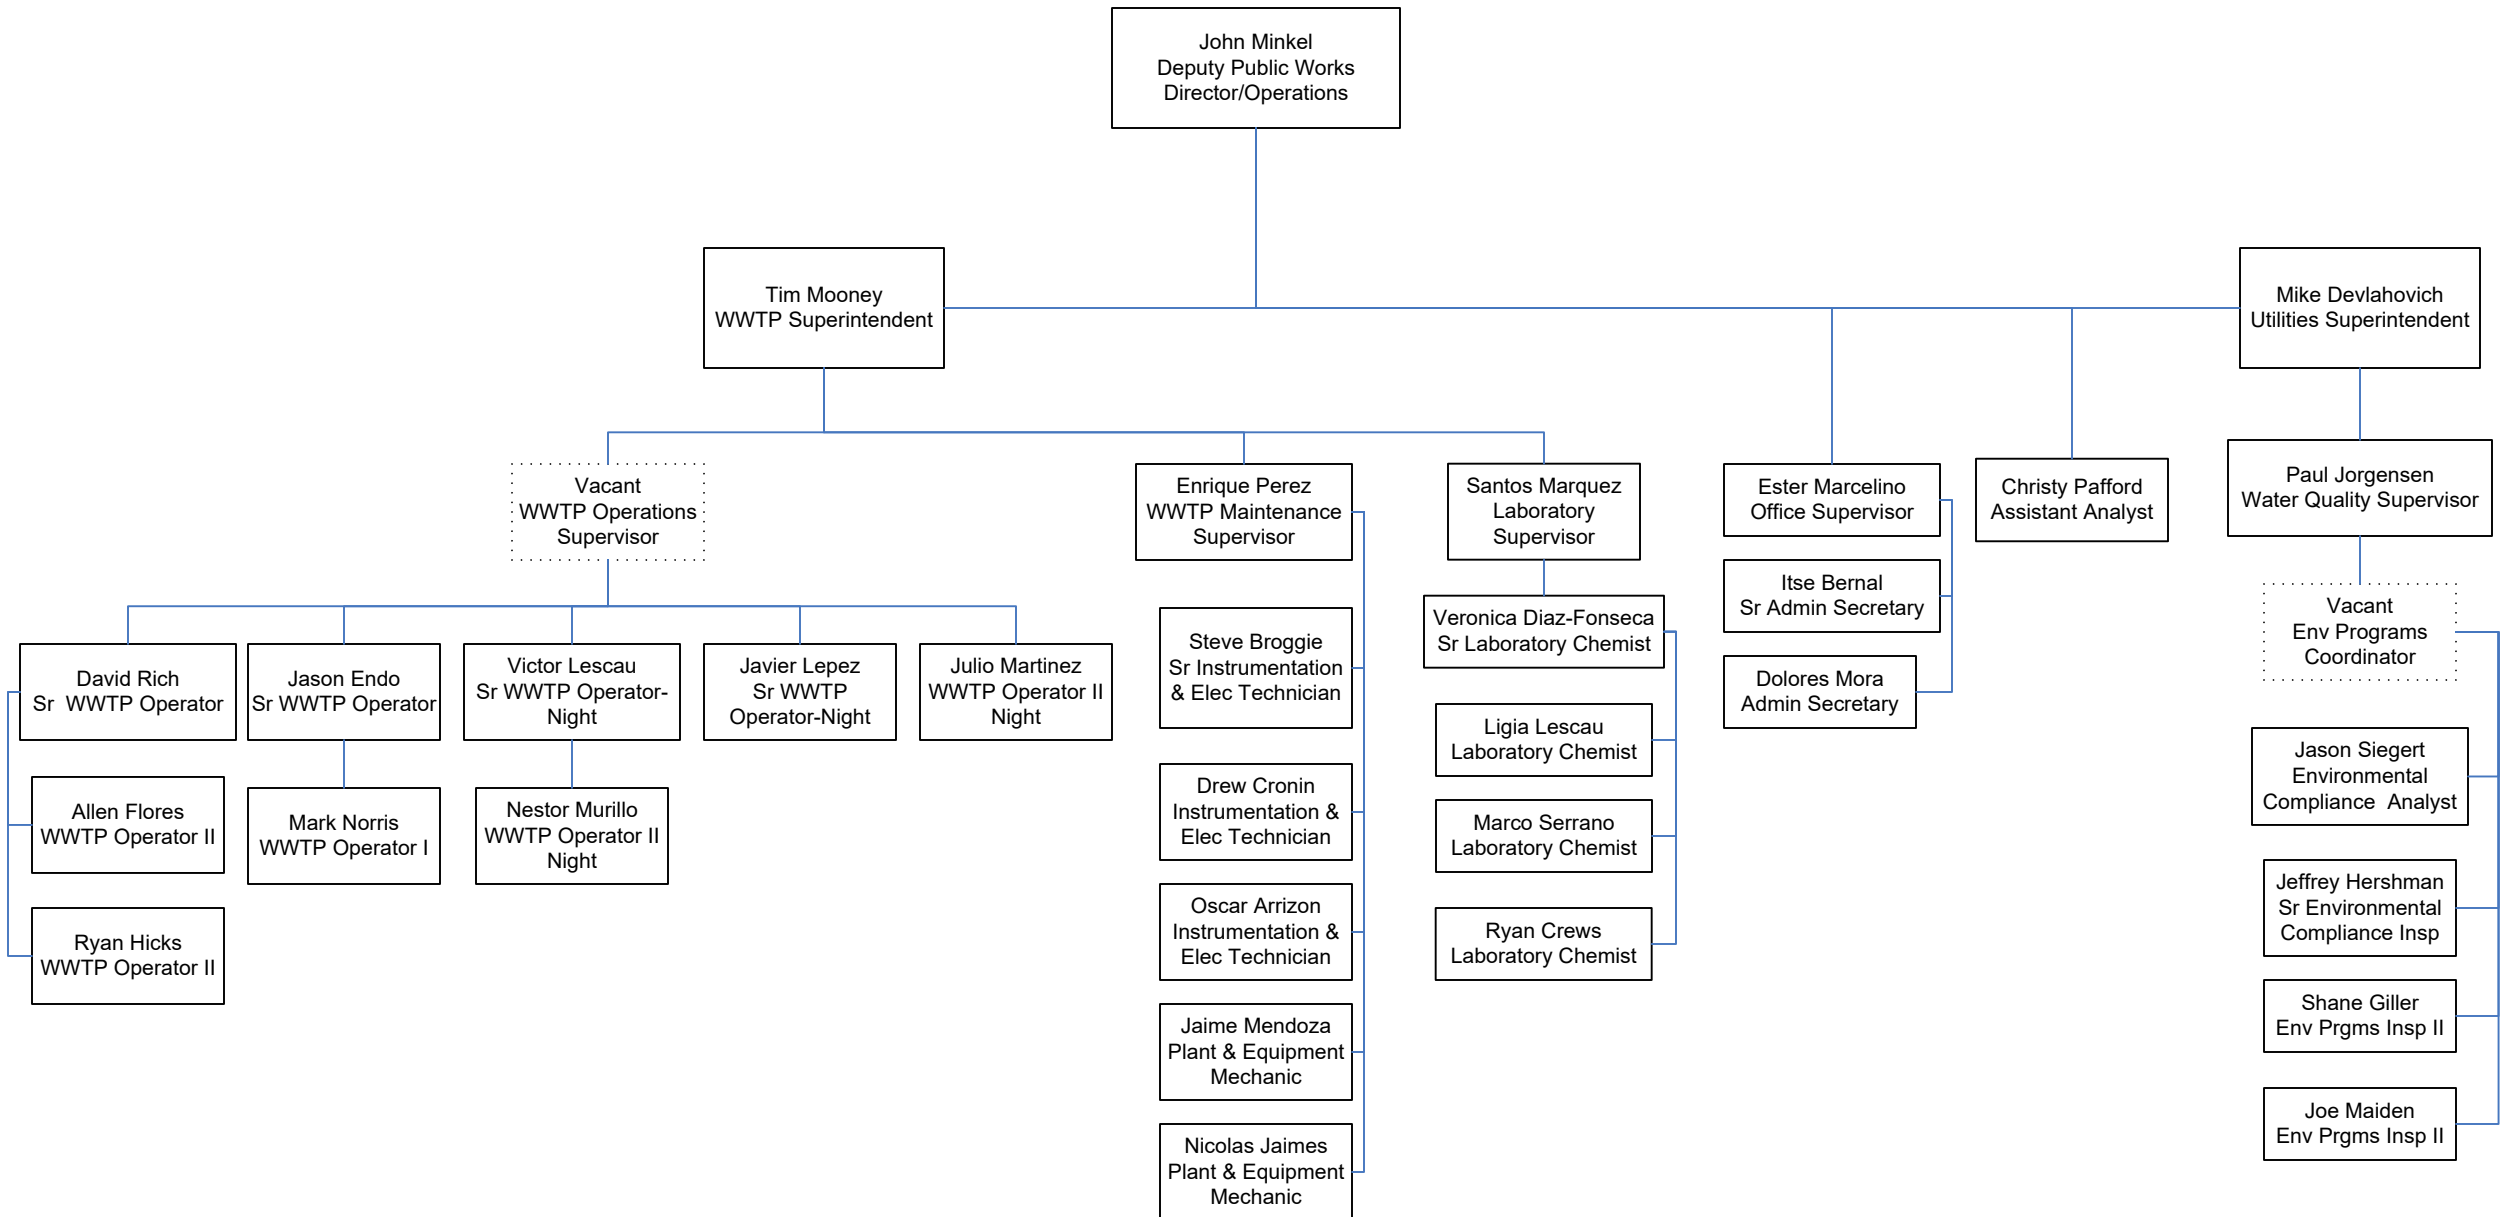 John Minkel
Deputy Public Works
Director/Operations
Tim Mooney
WWTP Superintendent
Mike Devlahovich
Utilities Superintendent
Vacant
WWTP Operations
Supervisor
Enrique Perez
WWTP Maintenance
Supervisor
Santos Marquez
Laboratory
Supervisor
Ester Marcelino
Office Supervisor
Christy Pafford
Assistant Analyst
Paul Jorgensen
Water Quality Supervisor
Itse Bernal
Sr Admin Secretary
Dolores Mora
Admin Secretary
Vacant
Env Programs
Coordinator
David Rich
Sr  WWTP Operator
Jason Endo
Sr WWTP Operator
Victor Lescau
Sr WWTP Operator-
Night
Javier Lepez
Sr WWTP
Operator-Night
Julio Martinez
WWTP Operator II
Night
Allen Flores
WWTP Operator II
Ryan Hicks
WWTP Operator II
Mark Norris
WWTP Operator I
Nestor Murillo
WWTP Operator II
Night
Steve Broggie
Sr Instrumentation
& Elec Technician
Drew Cronin
Instrumentation &
Elec Technician
Oscar Arrizon
Instrumentation &
Elec Technician
Jaime Mendoza
Plant & Equipment
Mechanic
Nicolas Jaimes
Plant & Equipment
Mechanic
Veronica Diaz-Fonseca
Sr Laboratory Chemist
Ligia Lescau
Laboratory Chemist
Marco Serrano
Laboratory Chemist
Ryan Crews
Laboratory Chemist
Jason Siegert
Environmental
Compliance  Analyst
Jeffrey Hershman
Sr Environmental
Compliance Insp
Shane Giller
Env Prgms Insp II
Joe Maiden
Env Prgms Insp II